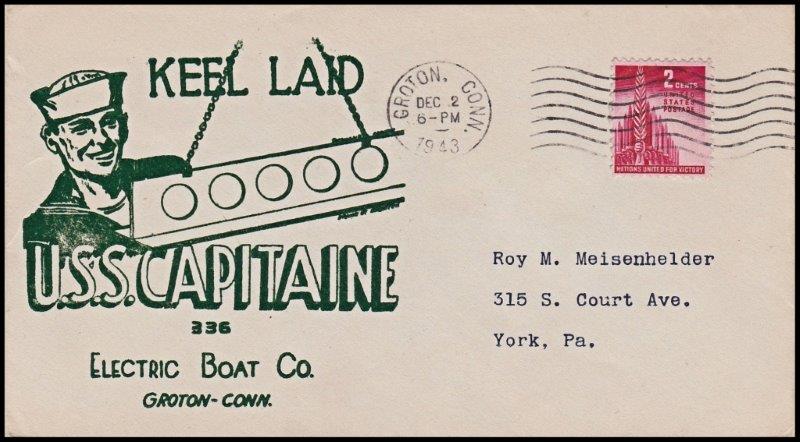 KEEL LAID
U.S.S. CAPITAINE
336
ELECTRIC BOAT CO.
GROTON-CONN.
GROTON, CONN.
DEC 2
6-PM
1943
2 CENTS
UNITED
STATES
POSTAGE
NATIONS UNITED FOR VICTORY
Roy M. Meisenhelder
315 S. Court Ave.
York, Pa.